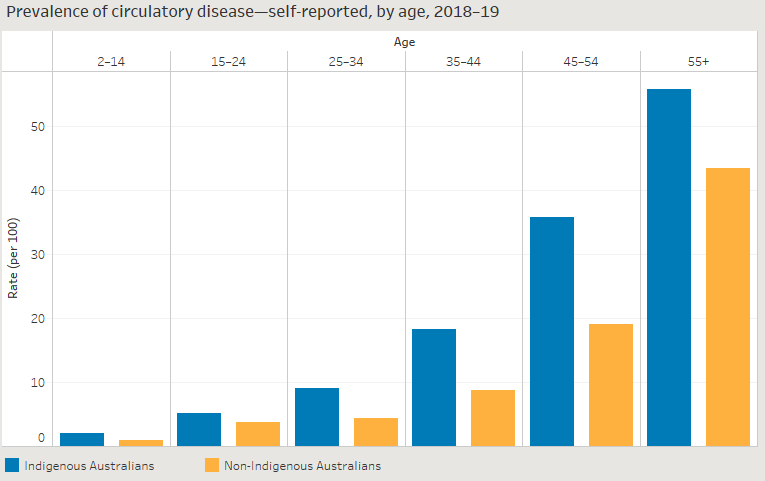 Prevalence of circulatory disease—self-reported, by age, 2018–19
Age
2–14 15–24 25–34 35–44 45–54 55+
50
40
30
20
10
0
Rate (per 100)
Indigenous Australians Non-Indigenous Australians